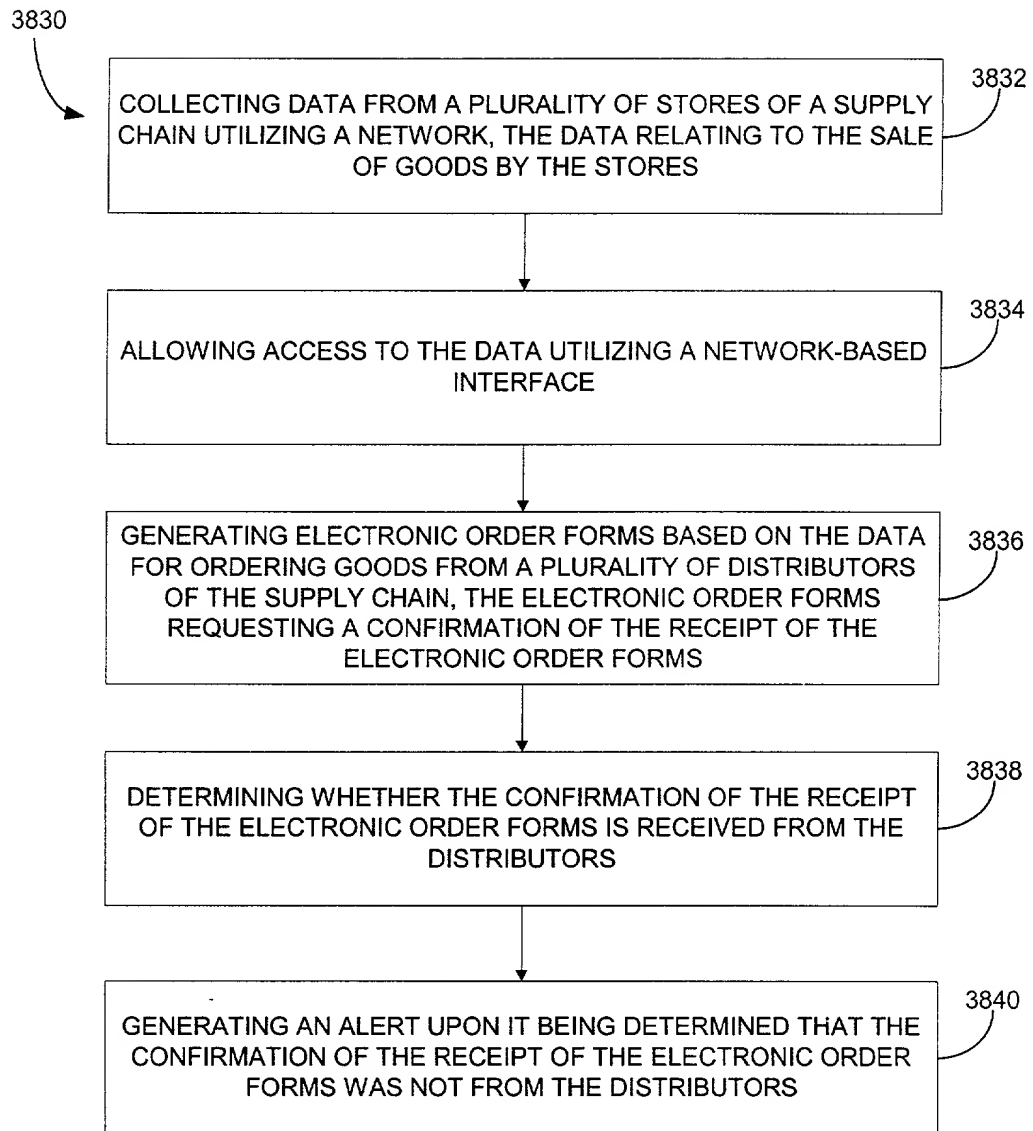 3830
3832
COLLECTING DATA FROM A PLURALITY OF STORES OF A SUPPLY
CHAIN UTILIZING A NETWORK, THE DATA RELATING TO THE SALE
OF GOODS BY THE STORES
3834
ALLOWING ACCESS TO THE DATA UTILIZING A NETWORK-BASED
INTERFACE
3836
GENERATING ELECTRONIC ORDER FORMS BASED ON THE DATA
FOR ORDERING GOODS FROM A PLURALITY OF DISTRIBUTORS
OF THE SUPPLY CHAIN, THE ELECTRONIC ORDER FORMS
REQUESTING A CONFIRMATION OF THE RECEIPT OF THE
ELECTRONIC ORDER FORMS
3838
DETERMINING WHETHER THE CONFIRMATION OF THE RECEIPT
OF THE ELECTRONIC ORDER FORMS IS RECEIVED FROM THE
DISTRIBUTORS
3840
GENERATING AN ALERT UPON IT BEING DETERMINED THAT THE
CONFIRMATION OF THE RECEIPT OF THE ELECTRONIC ORDER
FORMS WAS NOT FROM THE DISTRIBUTORS